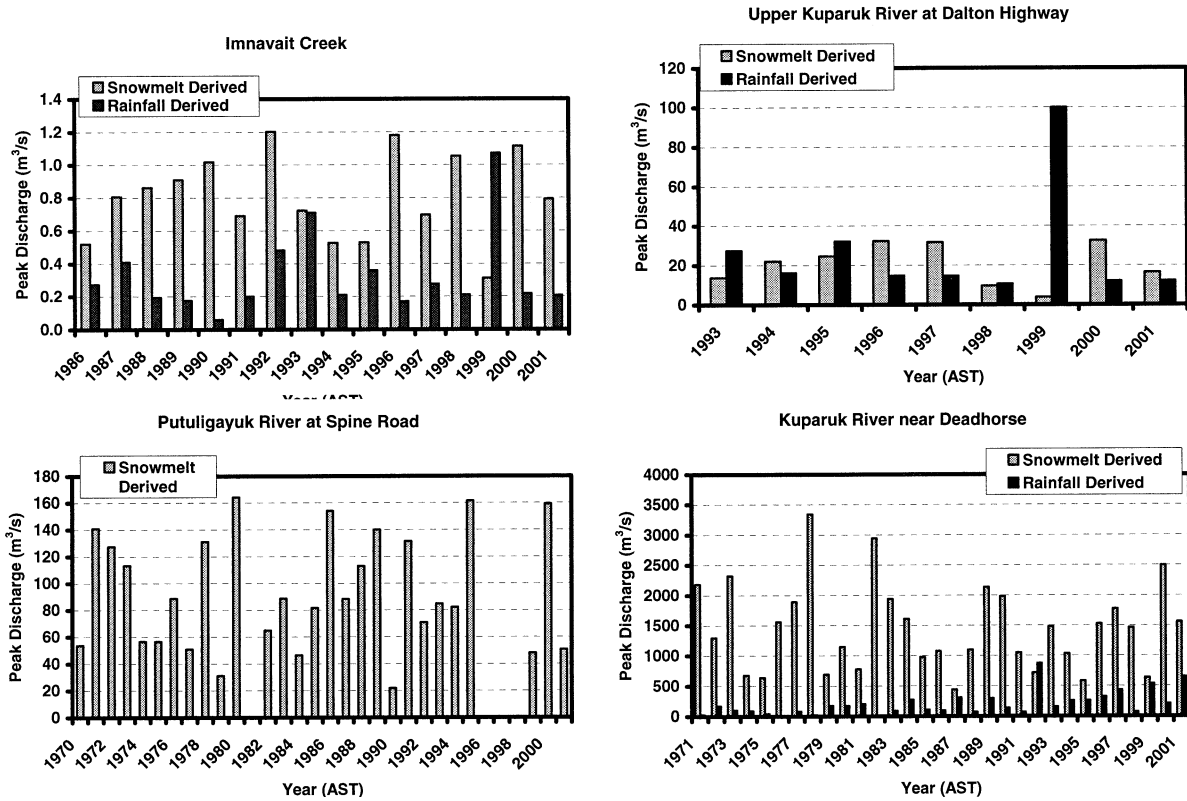 Imnavait Creek
Snowmelt Derived
Rainfall Derived
Peak Discharge (m³/s)
1.4
1.2
1.0
0.8
0.6
0.4
0.2
0.0
1986 1987 1988 1989 1990 1991 1992 1993 1994 1995 1996 1997 1998 1999 2000 2001
Year (AST)
Upper Kuparuk River at Dalton Highway
Snowmelt Derived
Rainfall Derived
Peak Discharge (m³/s)
120
100
80
60
40
20
0
1993 1994 1995 1996 1997 1998 1999 2000 2001
Year (AST)
Putuligayuk River at Spine Road
Snowmelt
Derived
Peak Discharge (m³/s)
180
160
140
120
100
80
60
40
20
0
1970 1972 1974 1976 1978 1980 1982 1984 1986 1988 1990 1992 1994 1996 1998 2000
Year (AST)
Kuparuk River near Deadhorse
Snowmelt Derived
Rainfall Derived
Peak Discharge (m³/s)
4000
3500
3000
2500
2000
1500
1000
500
0
1971 1973 1975 1977 1979 1981 1983 1985 1987 1989 1991 1993 1995 1997 1999 2001
Year (AST)